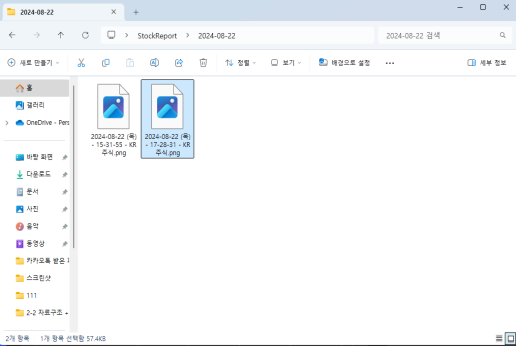 2024-08-22
StockReport > 2024-08-22
2024-08-22 검색
새로 만들기
정렬
보기
배경으로 설정
세부 정보
홈
갤러리
OneDrive - Pers
바탕 화면
다운로드
문서
사진
음악
동영상
카카오톡 받은 파
스크린샷
111
2-2 자료구조 +
2024-08-22 (목)
- 15-31-55 - KR
주식.png
2024-08-22 (목)
- 17-28-31 - KR
주식.png
2개 항목
1개 항목 선택함 57.4KB